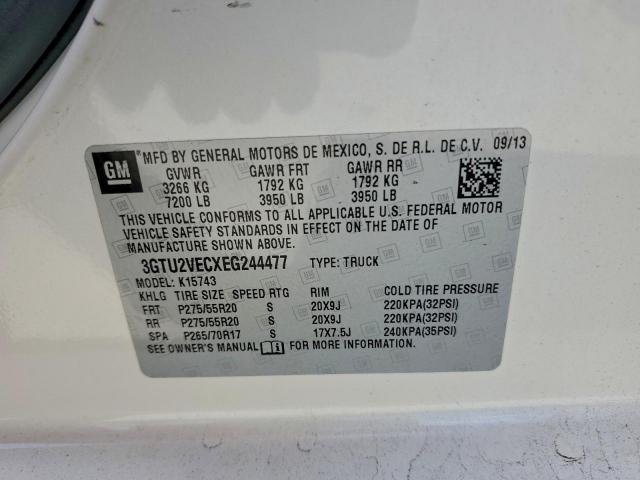 GM MFD BY GENERAL MOTORS DE MEXICO, S. DE R.L. DE C.V. 09/13
GVWR GAWR FRT GAWR RR
3266 KG 1792 KG 1792 KG
7200 LB 3950 LB 3950 LB
THIS VEHICLE CONFORMS TO ALL APPLICABLE U.S. FEDERAL MOTOR
VEHICLE SAFETY STANDARDS IN EFFECT ON THE DATE OF
MANUFACTURE SHOWN ABOVE.
3GTU2VECXEG244477 TYPE: TRUCK
MODEL: K15743
KHLG TIRE SIZE SPEED RTG RIM COLD TIRE PRESSURE
FRT P275/55R20 S 20X9J 220KPA(32PSI)
RR P275/55R20 S 20X9J 220KPA(32PSI)
SPA P265/70R17 S 17X7.5J 240KPA(35PSI)
SEE OWNER'S MANUAL FOR MORE INFORMATION.